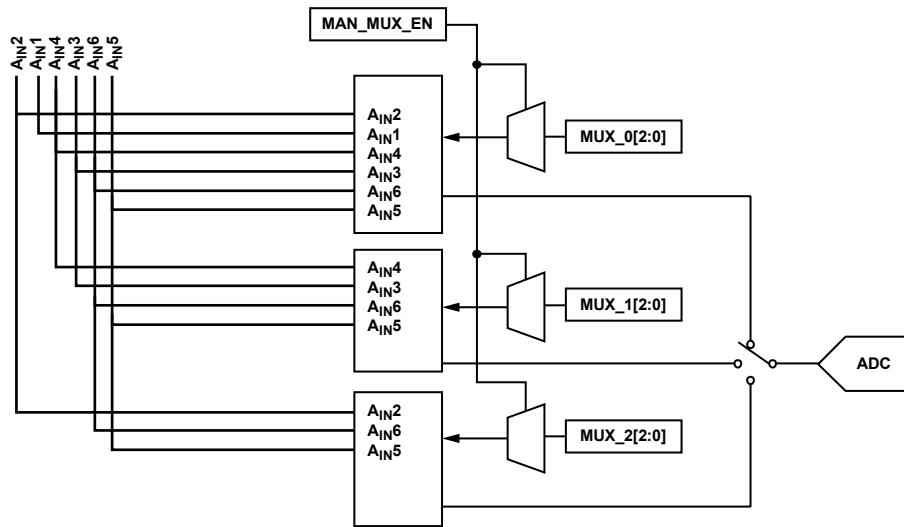 MAN_MUX_EN
AIN2
AIN1
AIN4
AIN3
AIN6
AIN5
AIN2
AIN1
AIN4
AIN3
AIN6
AIN5
MUX_0[2:0]
AIN4
AIN3
AIN6
AIN5
MUX_1[2:0]
ADC
AIN2
AIN6
AIN5
MUX_2[2:0]